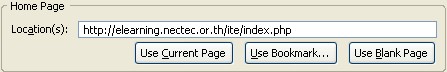 Home Page
Location(s): http://elearning.nectec.or.th/ite/index.php
Use Current Page Use Bookmark... Use Blank Page